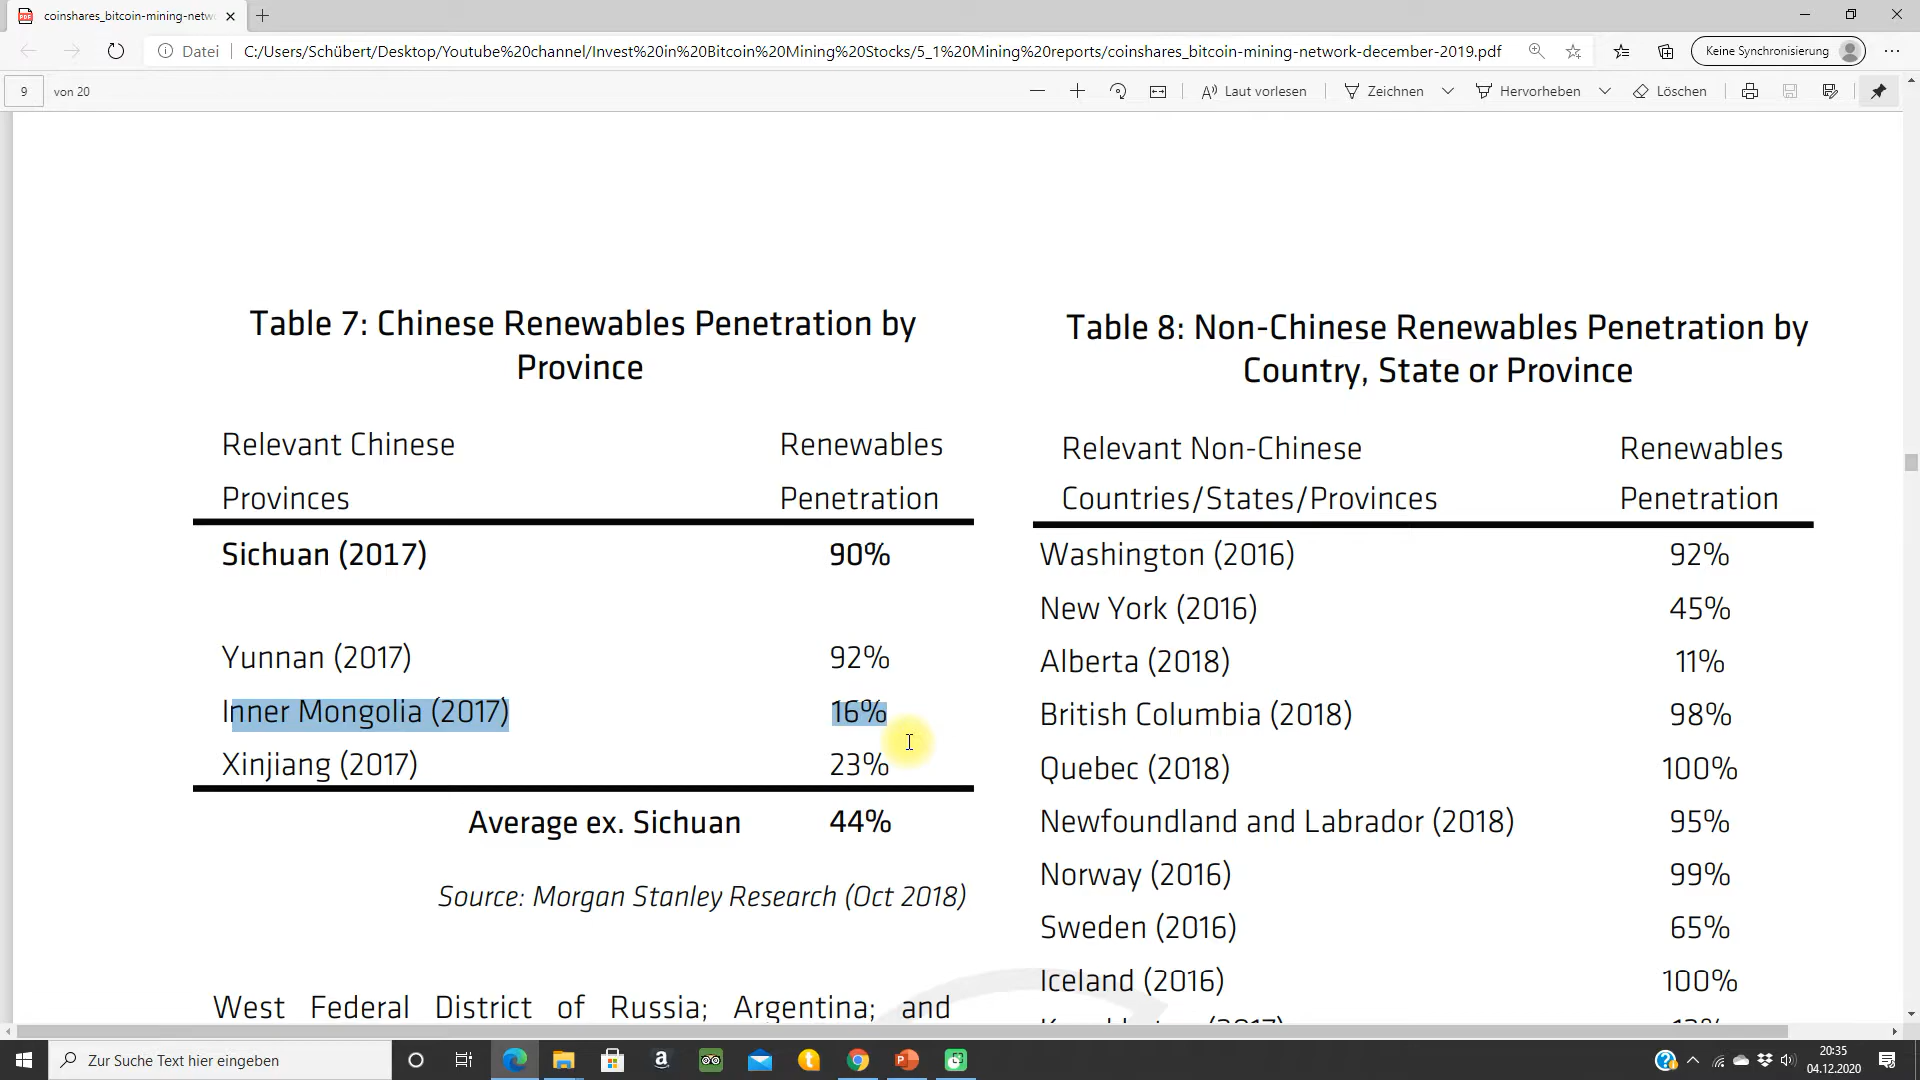 coinshares_bitcoin-mining-netw
Datei
C:/Users/Schübert/Desktop/Youtube%20channel/Invest%20in%20Bitcoin%20Mining%20Stocks/5_1%20Mining%20reports/coinshares_bitcoin-mining-network-december-2019.pdf
Keine Synchronisierung
9 von 20
Laut vorlesen
Zeichnen
Hervorheben
Löschen
Table 7: Chinese Renewables Penetration by
Province
Relevant Chinese Renewables
Provinces Penetration
Sichuan (2017) 90%
Yunnan (2017) 92%
Inner Mongolia (2017) 16%
Xinjiang (2017) 23%
Average ex. Sichuan 44%
Source: Morgan Stanley Research (Oct 2018)
West Federal District of Russia; Argentina; and
Table 8: Non-Chinese Renewables Penetration by
Country, State or Province
Relevant Non-Chinese Renewables
Countries/States/Provinces Penetration
Washington (2016) 92%
New York (2016) 45%
Alberta (2018) 11%
British Columbia (2018) 98%
Quebec (2018) 100%
Newfoundland and Labrador (2018) 95%
Norway (2016) 99%
Sweden (2016) 65%
Iceland (2016) 100%
Zur Suche Text hier eingeben
20:35
04.12.2020